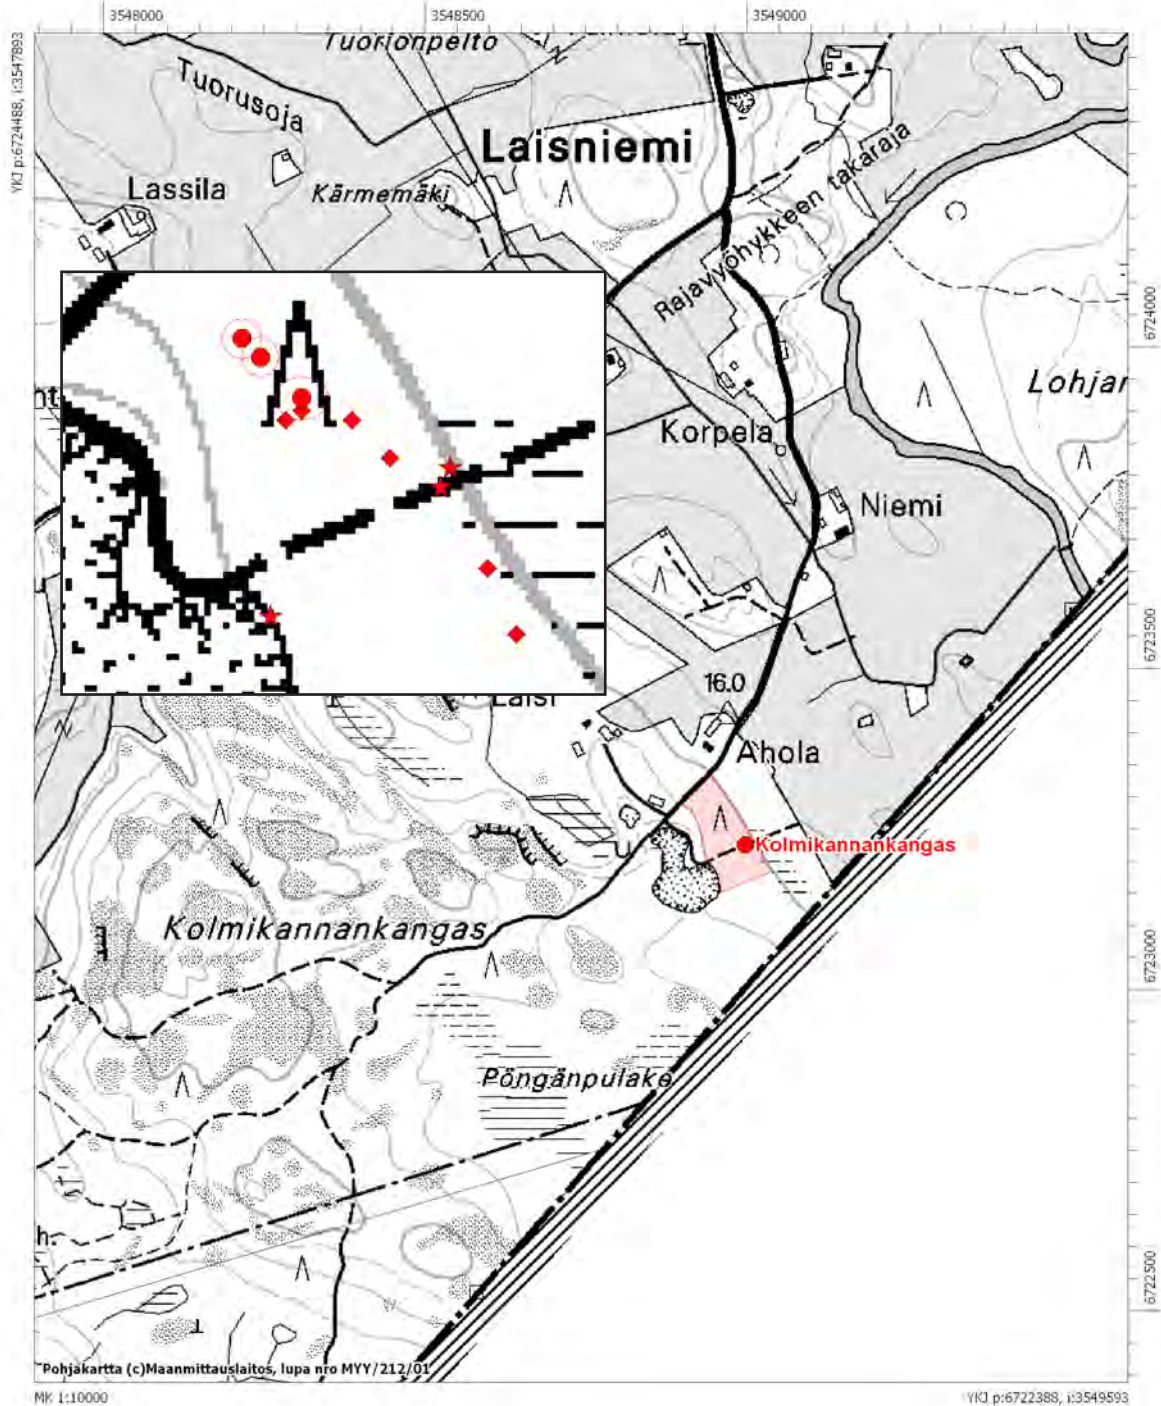 3548000
3548500
3549000
YKJ p:6724488, i:3547893
Tuorionpelto
Tuorusoja
Laisniemi
Lassila
Kärmemäki
Rajavyöhykkeen takaraja
6724000
Lohjar
Korpela
Niemi
6723500
16.0
Laisi
Ahola
Kolmikannankangas
Kolmikannankangas
6723000
Pöngänpulake
h.
6722500
Pohjakartta (c)Maanmittauslaitos, lupa nro MYY/212/01
MK 1:10000
YKJ p:6722388, i:3549593